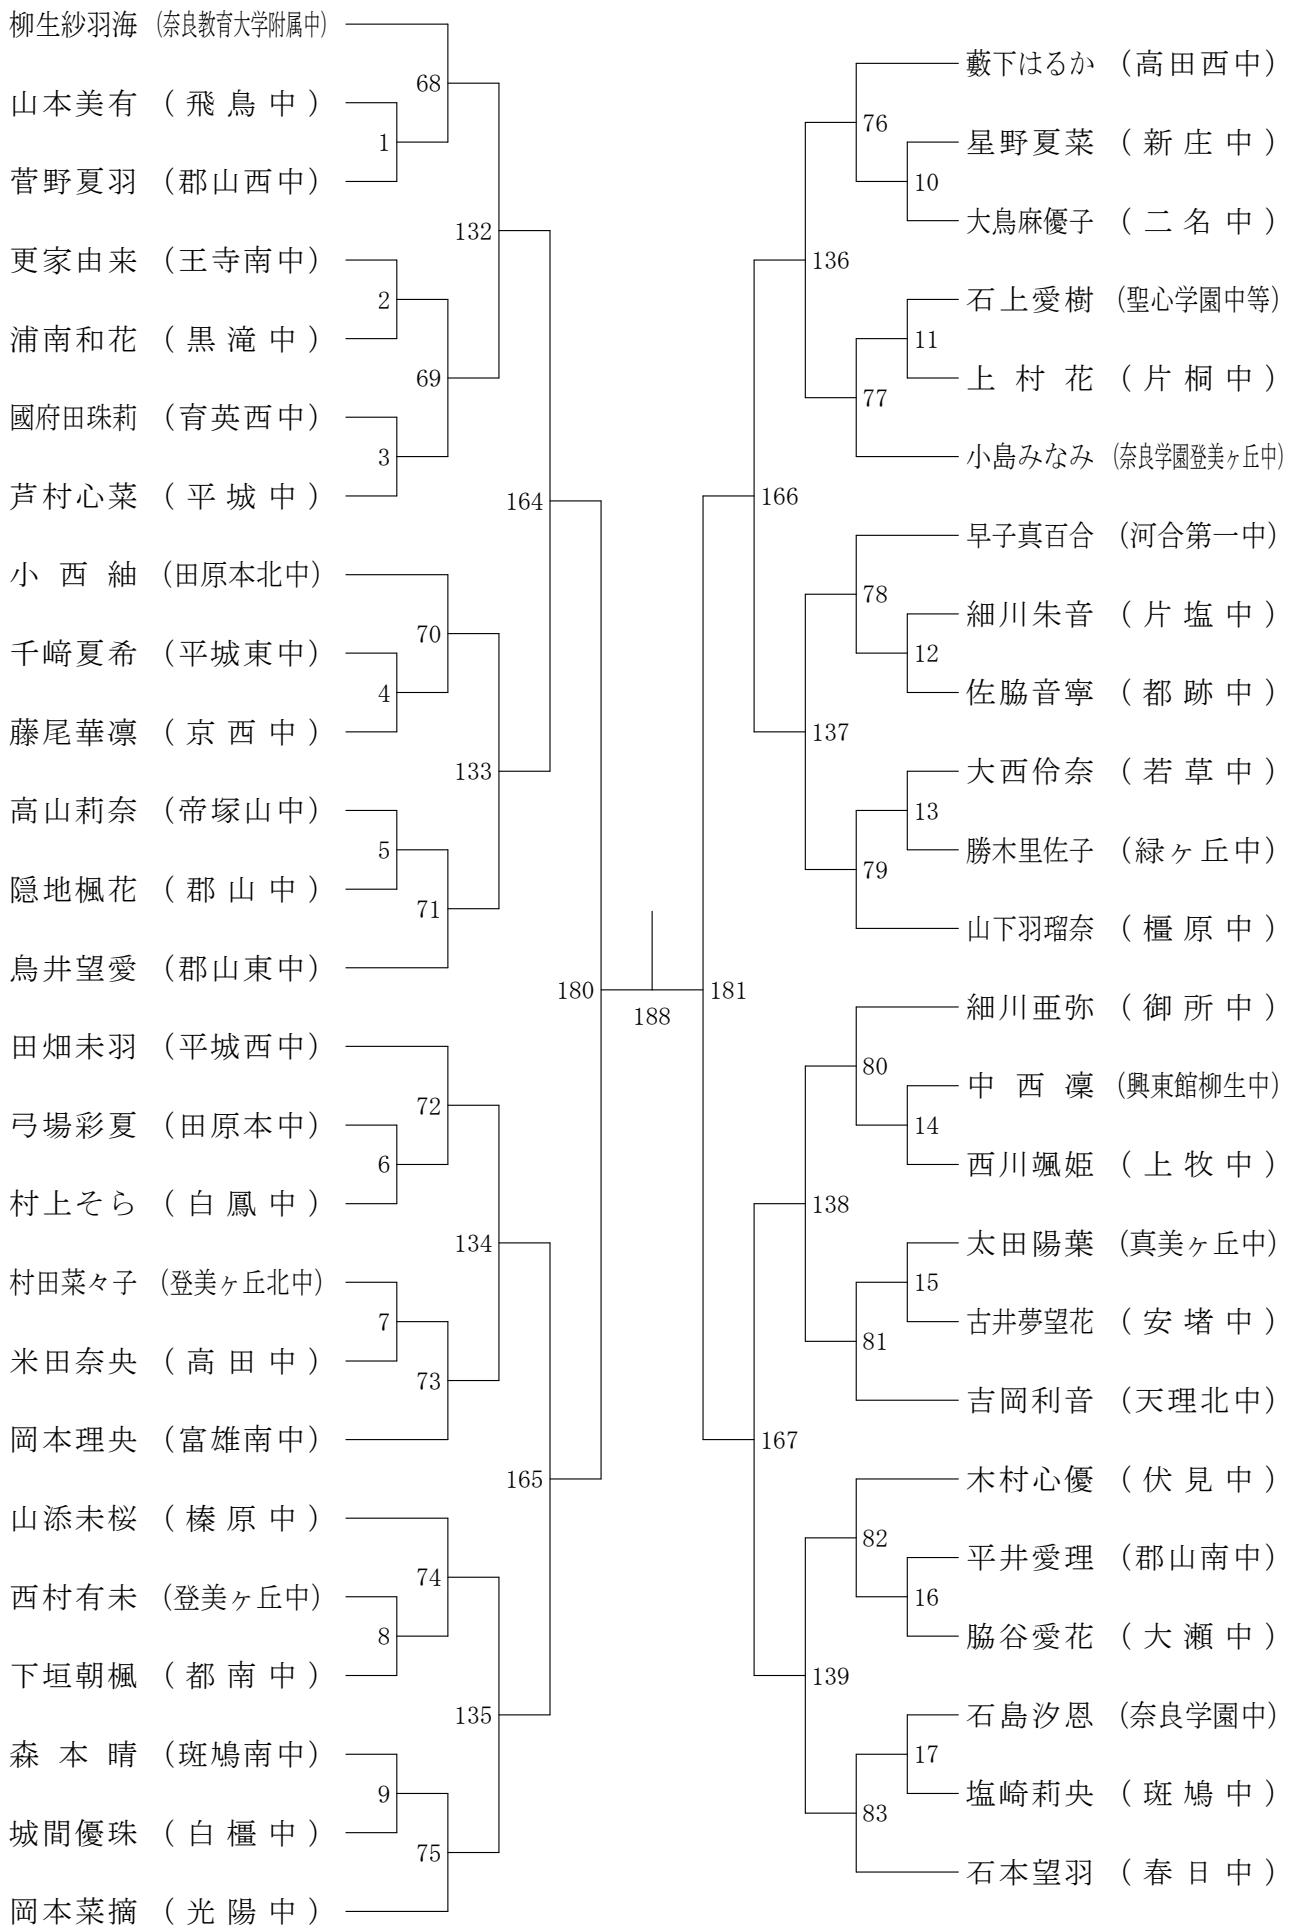 柳生紗羽海 (奈良教育大学附属中)
68
山本美有 (飛鳥中)
1
菅野夏羽 (郡山西中)
132
更家由来 (王寺南中)
2
浦南和花 (黒滝中)
69
國府田珠莉 (育英西中)
3
芦村心菜 (平城中)
164
小西紬 (田原本北中)
70
千﨑夏希 (平城東中)
4
藤尾華凛 (京西中)
133
高山莉奈 (帝塚山中)
5
隠地楓花 (郡山中)
71
鳥井望愛 (郡山東中)
180
田畑未羽 (平城西中)
72
弓場彩夏 (田原本中)
6
村上そら (白鳳中)
134
村田菜々子 (登美ヶ丘北中)
7
米田奈央 (高田中)
73
岡本理央 (富雄南中)
165
山添未桜 (榛原中)
74
西村有未 (登美ヶ丘中)
8
下垣朝楓 (都南中)
135
森本晴 (斑鳩南中)
9
城間優珠 (白橿中)
75
岡本菜摘 (光陽中)
188
藪下はるか (高田西中)
76
星野夏菜 (新庄中)
10
大鳥麻優子 (二名中)
136
石上愛樹 (聖心学園中等)
11
上村花 (片桐中)
77
小島みなみ (奈良学園登美ヶ丘中)
166
早子真百合 (河合第一中)
78
細川朱音 (片塩中)
12
佐脇音寧 (都跡中)
137
大西伶奈 (若草中)
13
勝木里佐子 (緑ヶ丘中)
79
山下羽瑠奈 (橿原中)
181
細川亜弥 (御所中)
80
中西凜 (興東館柳生中)
14
西川颯姫 (上牧中)
138
太田陽葉 (真美ヶ丘中)
15
古井夢望花 (安堵中)
81
吉岡利音 (天理北中)
167
木村心優 (伏見中)
82
平井愛理 (郡山南中)
16
脇谷愛花 (大瀬中)
139
石島汐恩 (奈良学園中)
17
塩崎莉央 (斑鳩中)
83
石本望羽 (春日中)